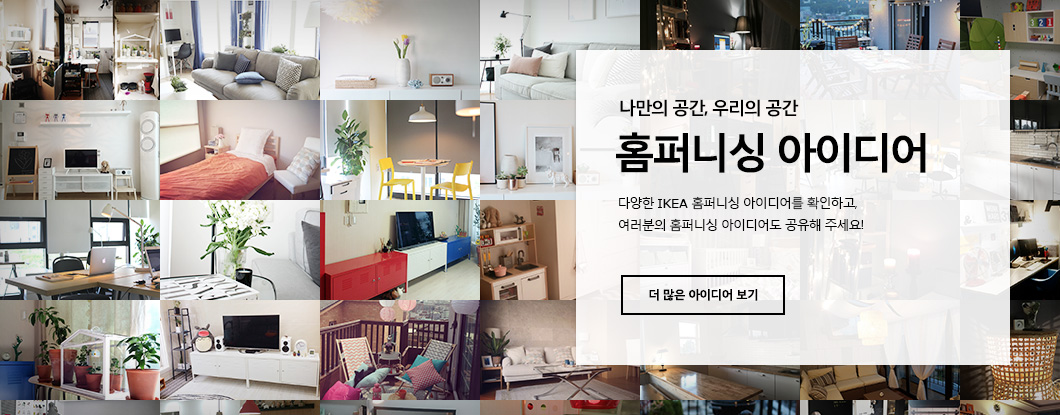 나만의 공간, 우리의 공간
홈퍼니싱 아이디어
다양한 IKEA 홈퍼니싱 아이디어를 확인하고,
여러분의 홈퍼니싱 아이디어도 공유해 주세요!
더 많은 아이디어 보기